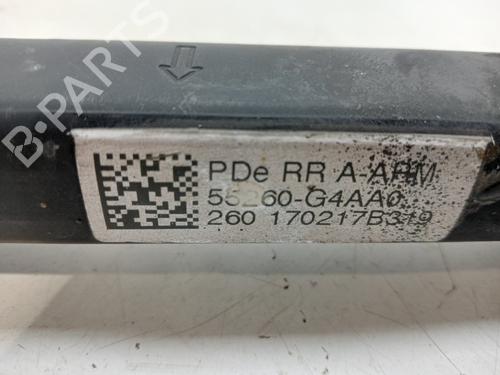 B-PARTS
PDe RR A-ARM
55260-G4AA0
260 170217B319